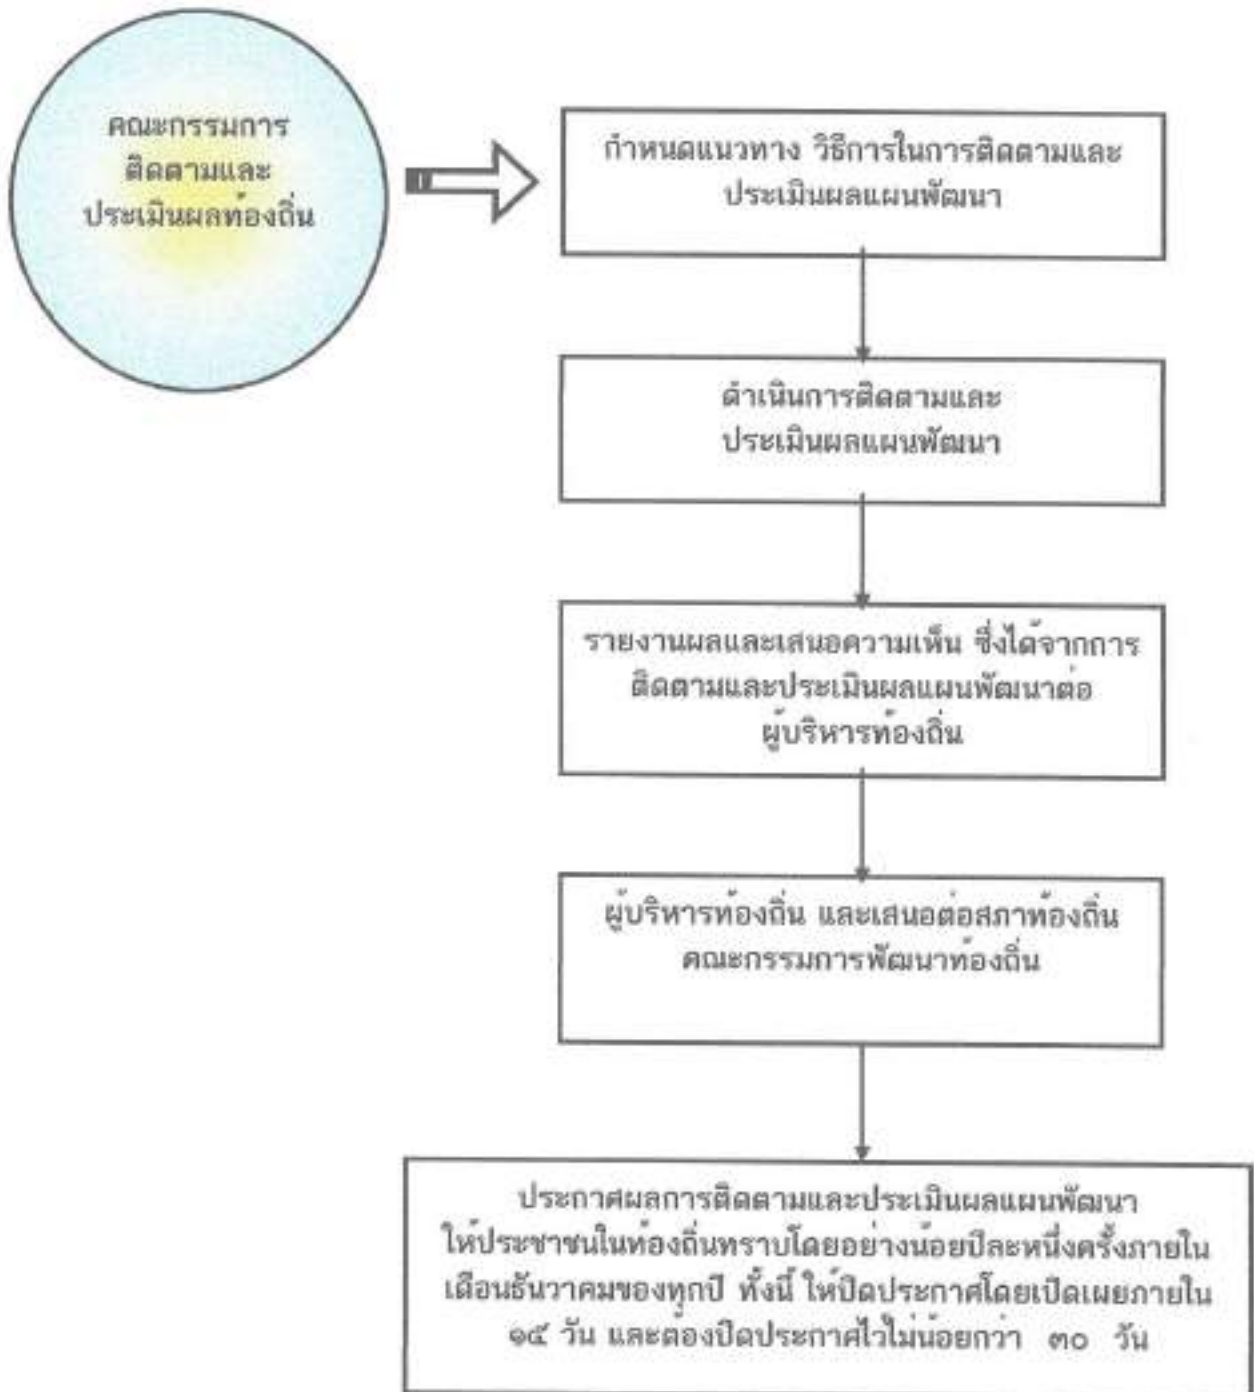 คณะกรรมการ
ติดตามและ
ประเมินผลท้องถิ่น
กำหนดแนวทาง วิธีการในการติดตามและ
ประเมินผลแผนพัฒนา
ดำเนินการติดตามและ
ประเมินผลแผนพัฒนา
รายงานผลและเสนอความเห็น ซึ่งได้จากการ
ติดตามและประเมินผลแผนพัฒนาต่อ
ผู้บริหารท้องถิ่น
ผู้บริหารท้องถิ่น และเสนอต่อสภาท้องถิ่น
คณะกรรมการพัฒนาท้องถิ่น
ประกาศผลการติดตามและประเมินผลแผนพัฒนา
ให้ประชาชนในท้องถิ่นทราบโดยอย่างน้อยปีละหนึ่งครั้งภายใน
เดือนธันวาคมของทุกปี ทั้งนี้ ให้ปิดประกาศโดยเปิดเผยภายใน
๑๕ วัน และต้องปิดประกาศไว้ไม่น้อยกว่า ๓๐ วัน